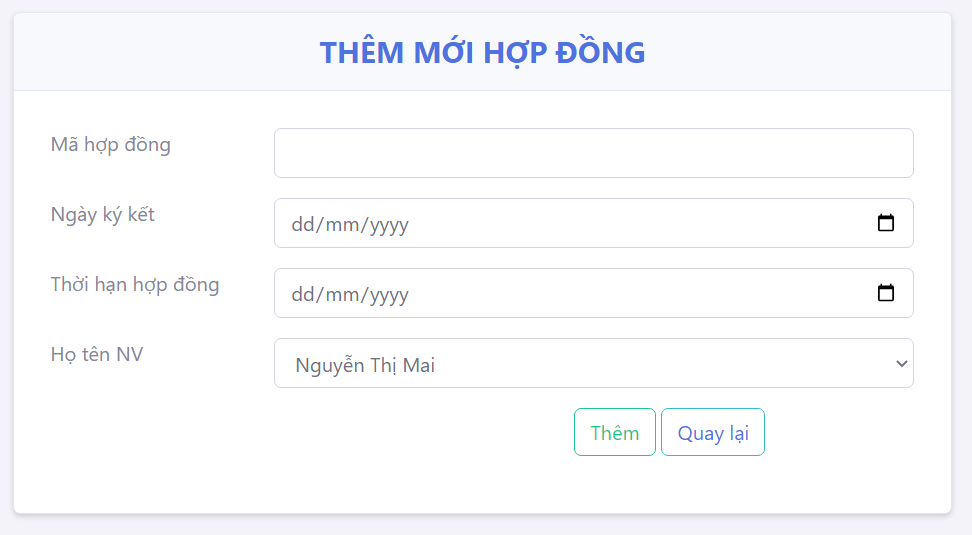 THÊM MỚI HỢP ĐỒNG
Mã hợp đồng
Ngày ký kết
dd/mm/yyyy
Thời hạn hợp đồng
dd/mm/yyyy
Họ tên NV
Nguyễn Thị Mai
Thêm Quay lại